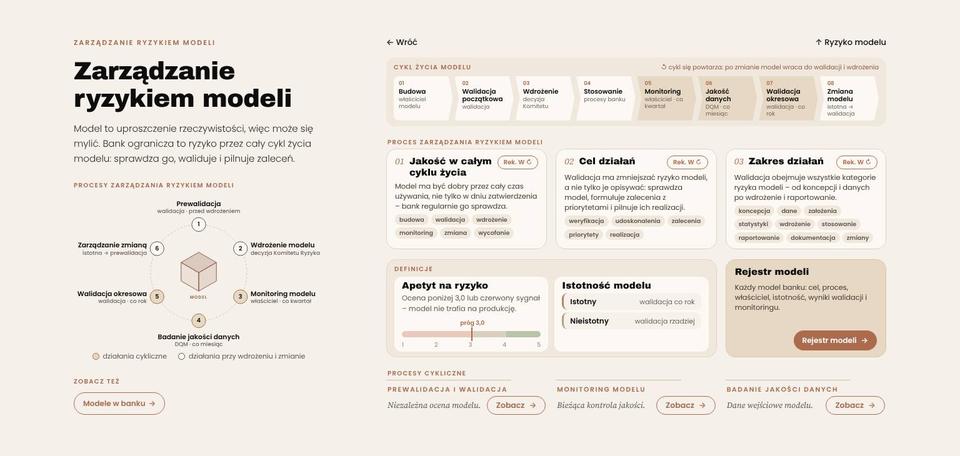 ZARZĄDZANIE RYZYKIEM MODELI
Zarządzanie
ryzykiem modeli
Model to uproszczenie rzeczywistości, więc może się
mylić. Bank ogranicza to ryzyko przez cały cykl życia
modelu: sprawdza go, waliduje i pilnuje zaleceń.
PROCESY ZARZĄDZANIA RYZYKIEM MODELI
Prewalidacja
walidacja · przed wdrożeniem
1
Zarządzanie zmianą
istotna → prewalidacja
6
2
Wdrożenie modelu
decyzja Komitetu Ryzyka
Walidacja okresowa
walidacja · co rok
5
3
Monitoring modelu
właściciel · co kwartał
MODEL
4
Badanie jakości danych
DQM · co miesiąc
działania cykliczne
działania przy wdrożeniu i zmianie
ZOBACZ TEŻ
Modele w banku →
← Wróć
↑ Ryzyko modelu
CYKL ŻYCIA MODELU
↺ cykl się powtarza: po zmianie model wraca do walidacji i wdrożenia
01
Budowa
właściciel
modelu
02
Walidacja
początkowa
walidacja
03
Wdrożenie
decyzja
Komitetu
04
Stosowanie
procesy banku
05
Monitoring
właściciel · co
kwartał
06
Jakość
danych
DQM · co
miesiąc
07
Walidacja
okresowa
walidacja · co
rok
08
Zmiana
modelu
istotna →
walidacja
PROCES ZARZĄDZANIA RYZYKIEM MODELI
01 Jakość w całym
cyklu życia
Rek. W ↻
Model ma być dobry przez cały czas
używania, nie tylko w dniu zatwierdzenia
– bank regularnie go sprawdza.
budowa walidacja wdrożenie
monitoring zmiana wycofanie
02 Cel działań
Rek. W ↻
Walidacja ma zmniejszać ryzyko modeli,
a nie tylko je opisywać: sprawdza
model, formułuje zalecenia z
priorytetami i pilnuje ich realizacji.
weryfikacja udoskonalenia zalecenia
priorytety realizacja
03 Zakres działań
Rek. W ↻
Walidacja obejmuje wszystkie kategorie
ryzyka modeli – od koncepcji i danych
po wdrożenie i raportowanie.
koncepcja dane założenia
statystyki wdrożenie stosowanie
raportowanie dokumentacja zmiany
DEFINICJE
Apetyt na ryzyko
Ocena poniżej 3,0 lub czerwony sygnał
– model nie trafia na produkcję.
próg 3,0
1 2 3 4 5
Istotność modelu
Istotny walidacja co rok
Nieistotny walidacja rzadziej
Rejestr modeli
Każdy model banku: cel, proces,
właściciel, istotność, wyniki walidacji i
monitoringu.
Rejestr modeli →
PROCESY CYKLICZNE
PREWALIDACJA I WALIDACJA
Niezależna ocena modelu.
Zobacz →
MONITORING MODELU
Bieżąca kontrola jakości.
Zobacz →
BADANIE JAKOŚCI DANYCH
Dane wejściowe modelu.
Zobacz →